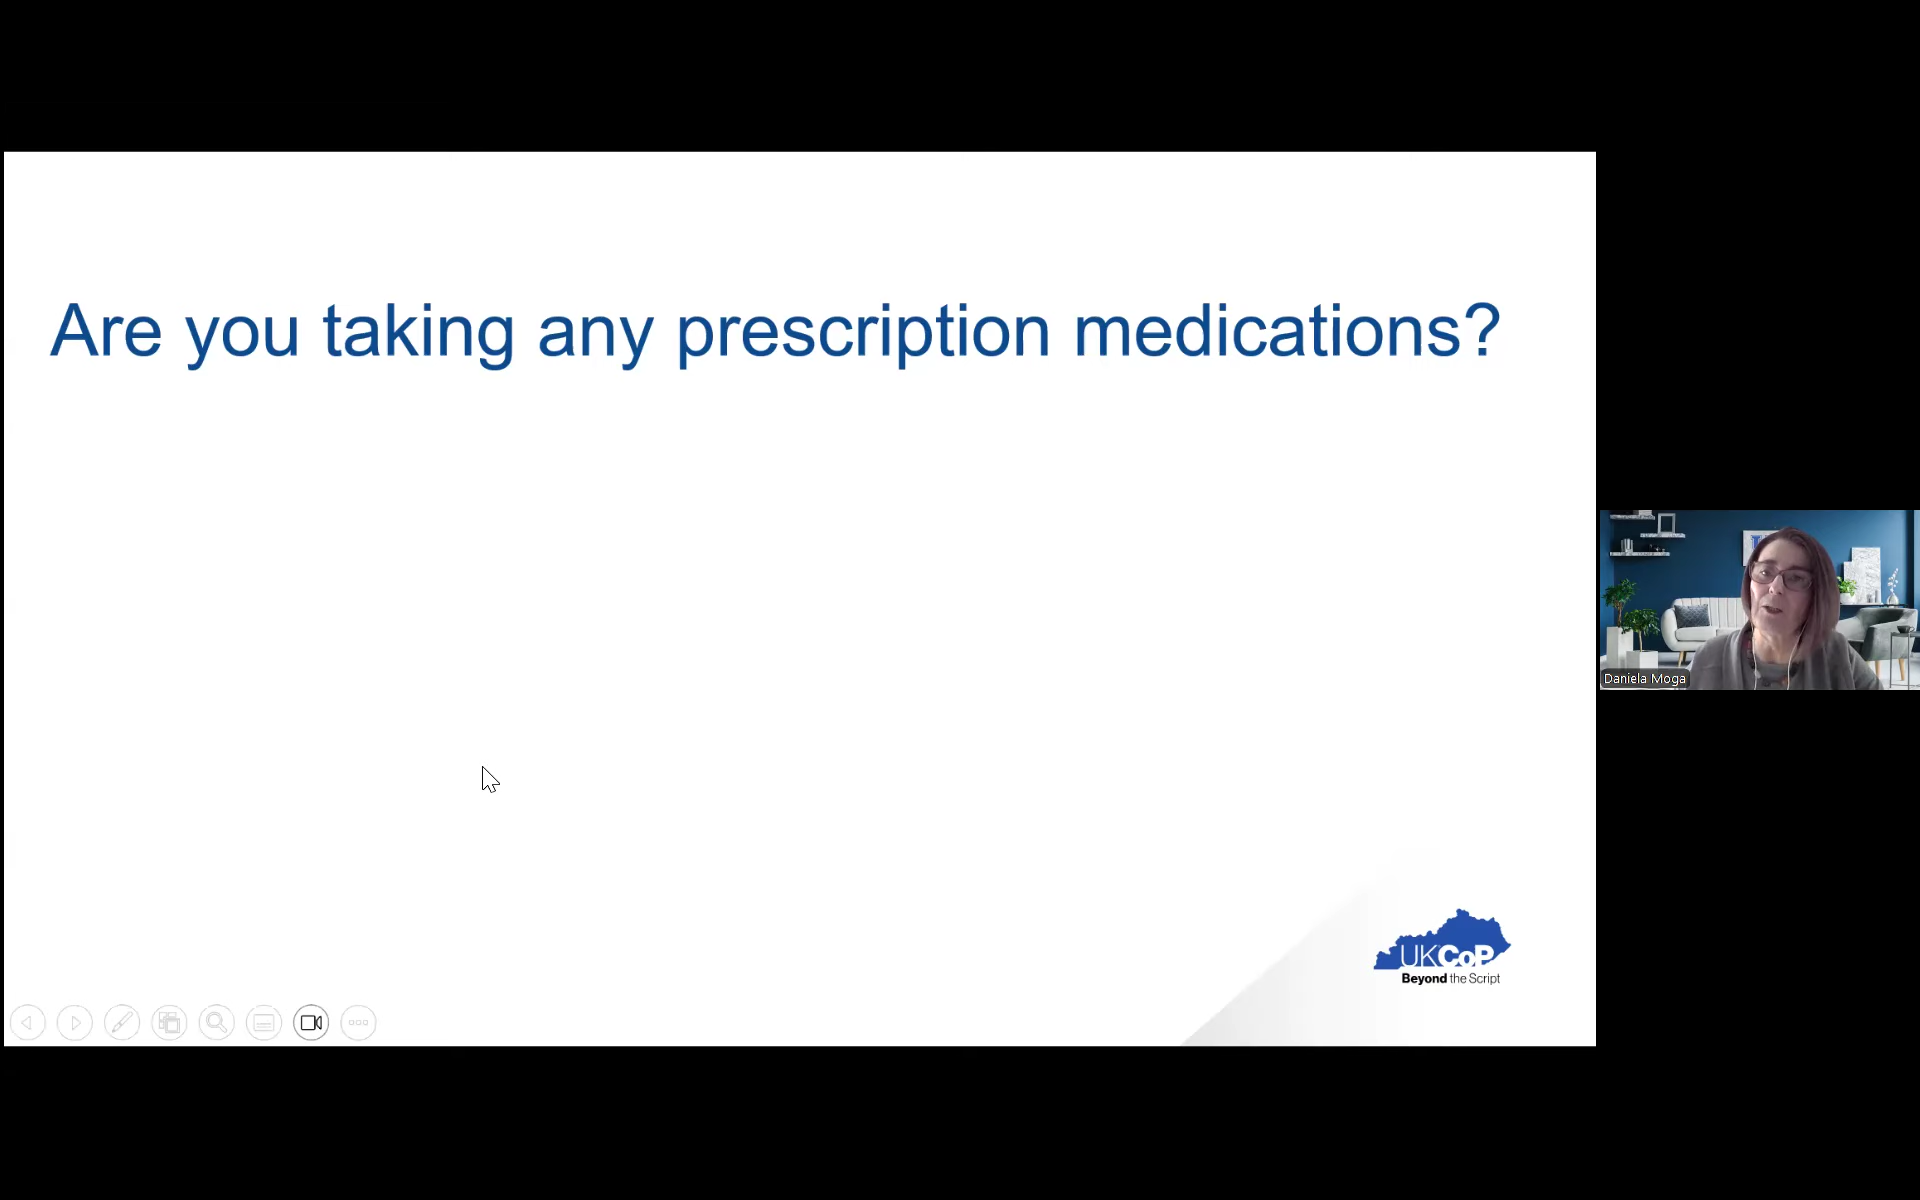 Are you taking any prescription medications?
Daniela Moga
UKCoP
Beyond the Script